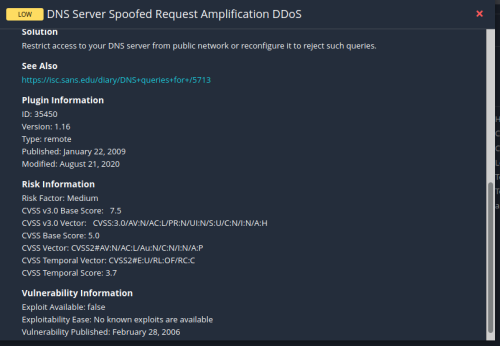 LOW DNS Server Spoofed Request Amplification DDoS ×
Solution
Restrict access to your DNS server from public network or reconfigure it to reject such queries.
See Also
https://isc.sans.edu/diary/DNS+queries+for+/5713
Plugin Information
ID: 35450
Version: 1.16
Type: remote
Published: January 22, 2009
Modified: August 21, 2020
Risk Information
Risk Factor: Medium
CVSS v3.0 Base Score: 7.5
CVSS v3.0 Vector: CVSS:3.0/AV:N/AC:L/PR:N/UI:N/S:U/C:N/I:N/A:H
CVSS Base Score: 5.0
CVSS Vector: CVSS2#AV:N/AC:L/Au:N/C:N/I:N/A:P
CVSS Temporal Vector: CVSS2#E:U/RL:OF/RC:C
CVSS Temporal Score: 3.7
Vulnerability Information
Exploit Available: false
Exploitability Ease: No known exploits are available
Vulnerability Published: February 28, 2006